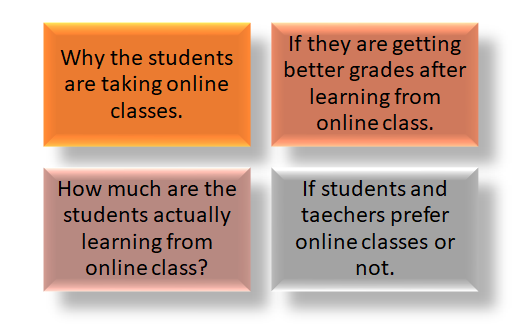 Why the students
are taking online
classes.
If they are getting
better grades after
learning from
online class.
How much are the
students actually
learning from
online class?
If students and
taechers prefer
online classes or
not.